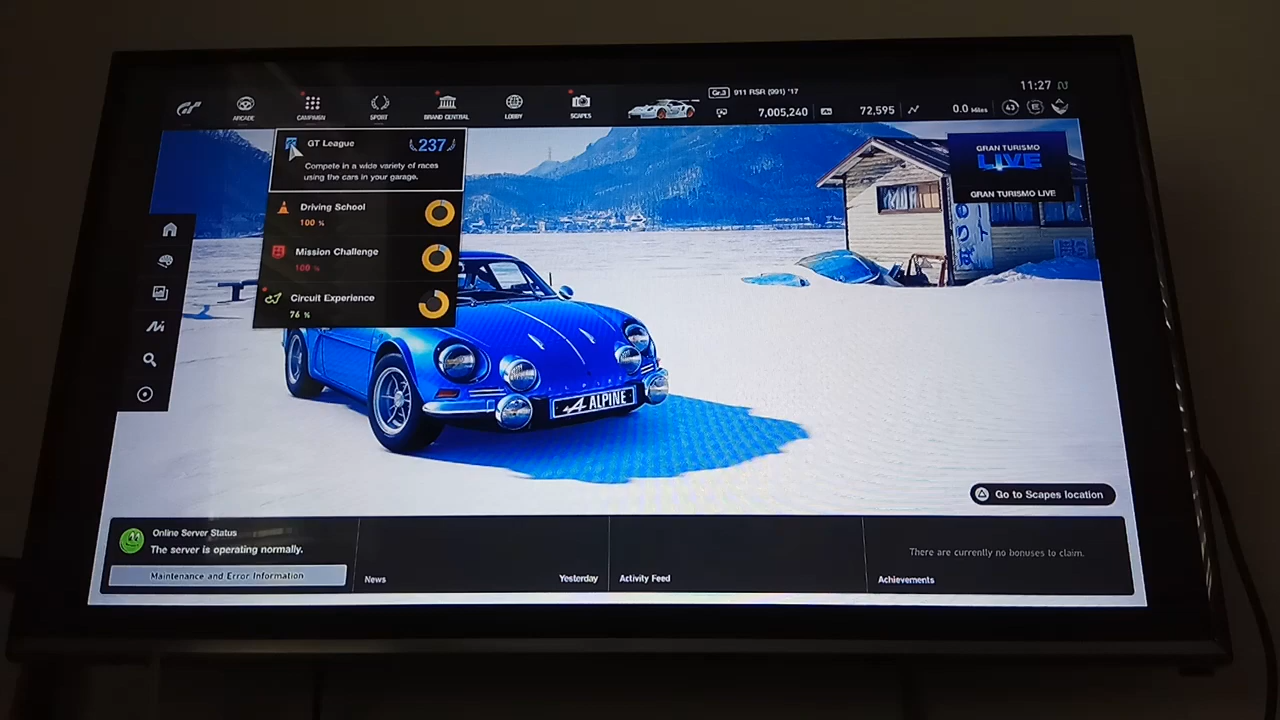 11:27
Gr.3 911 RSR (991) '17
7,005,240
72,595
0.0 Miles
43
E
ARCADE
CAMPAIGN
SPORT
BRAND CENTRAL
LOBBY
SCAPES
GT League
237
Compete in a wide variety of races
using the cars in your garage.
Driving School
100 %
Mission Challenge
100 %
Circuit Experience
76 %
GRAN TURISMO
LIVE
GRAN TURISMO LIVE
A ALPINE
Go to Scapes location
Online Server Status
The server is operating normally.
Maintenance and Error Information
News
Yesterday
Activity Feed
There are currently no bonuses to claim.
Achievements